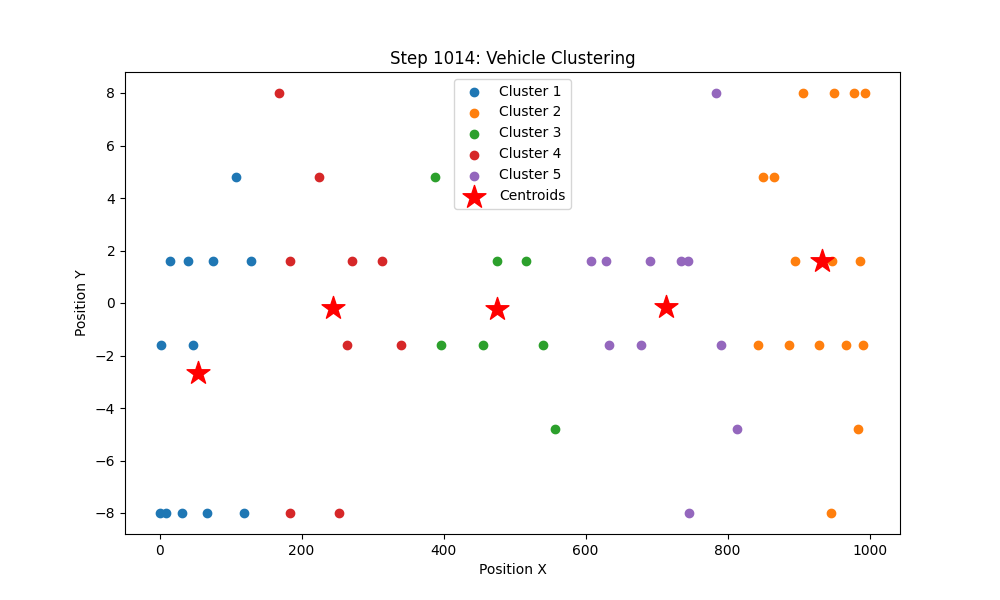 Step 1014: Vehicle Clustering
Cluster 1
Cluster 2
Cluster 3
Cluster 4
Cluster 5
Centroids
Position Y
8
6
4
2
0
−2
−4
−6
−8
0
200
400
600
800
1000
Position X